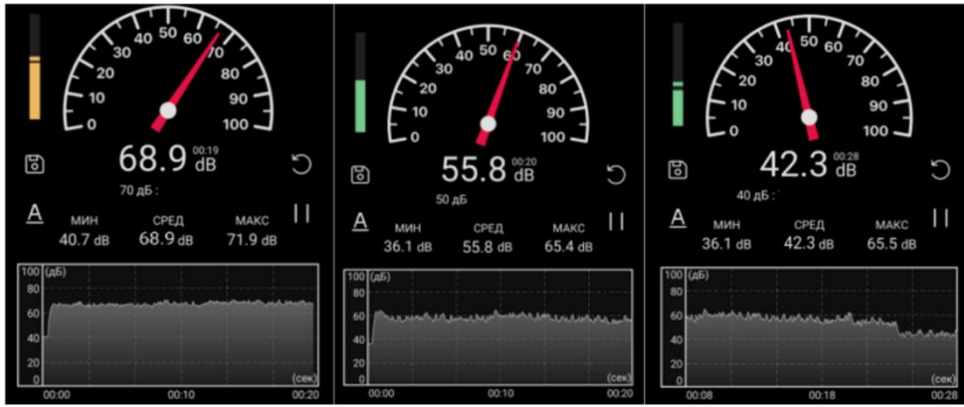 0 10 20 30 40 50 60 70 80 90 100
68.9 dB 00:19
70 дБ :
A
МИН СРЕД МАКС
40.7 dB 68.9 dB 71.9 dB
100 (дБ)
80
60
40
20
0 (сек)
00:00 00:10 00:20
0 10 20 30 40 50 60 70 80 90 100
55.8 dB 00:20
50 дБ
A
МИН СРЕД МАКС
36.1 dB 55.8 dB 65.4 dB
100 (дБ)
80
60
40
20
0 (сек)
00:00 00:10 00:20
0 10 20 30 40 50 60 70 80 90 100
42.3 dB 00:28
40 дБ :
A
МИН СРЕД МАКС
36.1 dB 42.3 dB 65.5 dB
100 (дБ)
80
60
40
20
0 (сек)
00:08 00:18 00:28